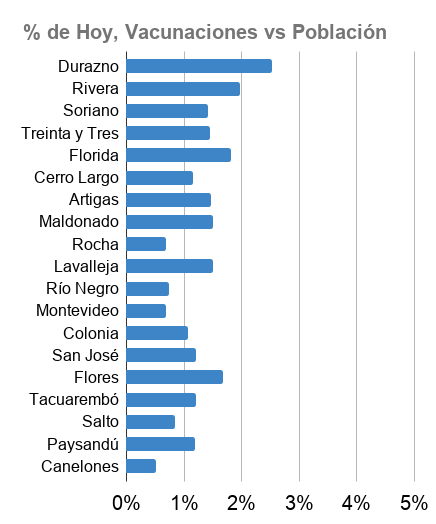 % de Hoy, Vacunaciones vs Población
Durazno
Rivera
Soriano
Treinta y Tres
Florida
Cerro Largo
Artigas
Maldonado
Rocha
Lavalleja
Río Negro
Montevideo
Colonia
San José
Flores
Tacuarembó
Salto
Paysandú
Canelones
0% 1% 2% 3% 4% 5%